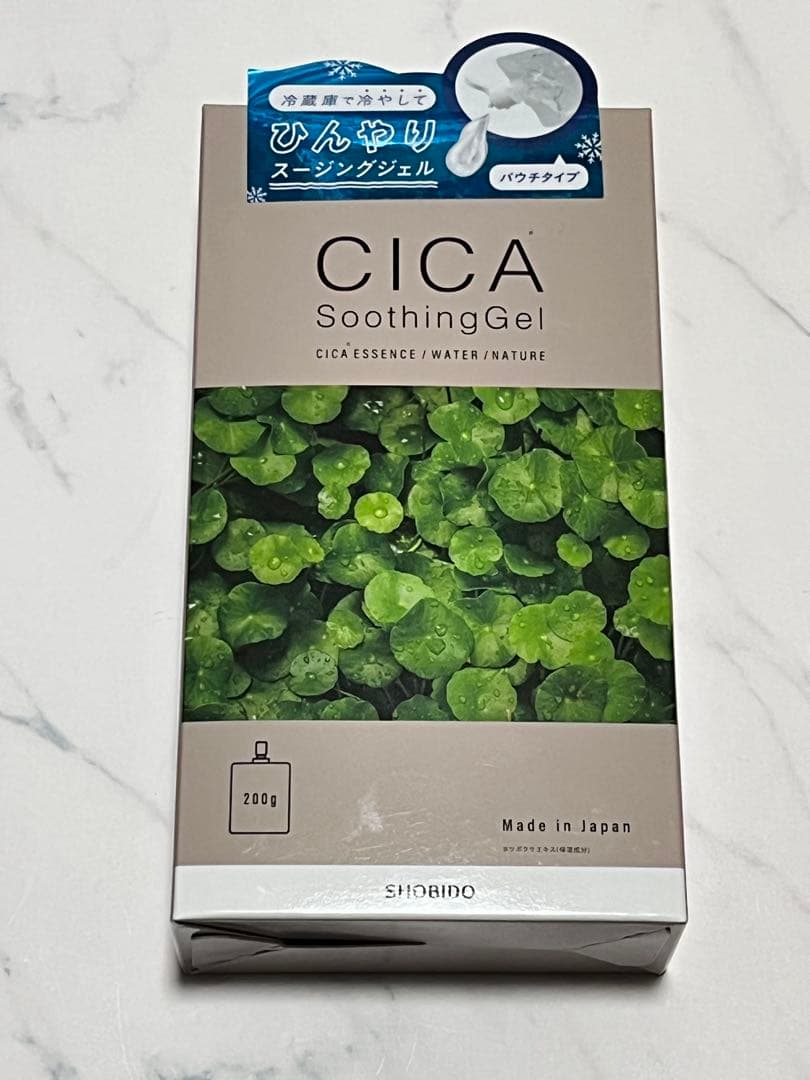 冷蔵庫で冷やして
ひんやり
スージングジェル
パウチタイプ
CICA※
SoothingGel
CICA※ESSENCE / WATER / NATURE
200g
Made in Japan
※ツボクサエキス(保湿成分)
SHOBIDO